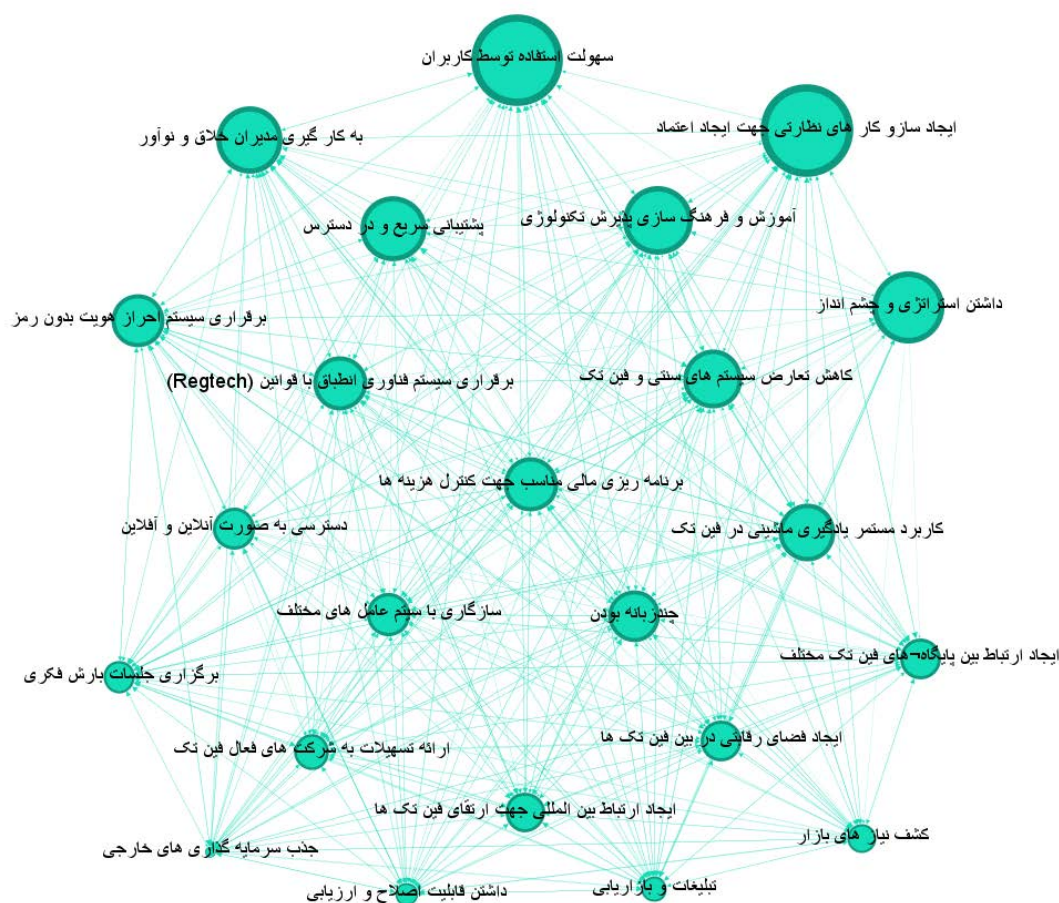 سهولت استفاده توسط کاربران
ایجاد سازو کار های نظارتی جهت ایجاد اعتماد
به کار گیری مدیران خلاق و نوآور
آموزش و فرهنگ سازی پذیرش تکنولوژی
پشتیبانی سریع و در دسترس
داشتن استراتژی و چشم انداز
برقراری سیستم احراز هویت بدون رمز
کاهش تعارض سیستم های سنتی و فین تک
برقراری سیستم فناوری انطباق با قوانین (Regtech)
برنامه ریزی مالی مناسب جهت کنترل هزینه ها
کاربرد مستمر یادگیری ماشینی در فین تک
دسترسی به صورت آنلاین و آفلاین
چندزبانه بودن
سازگاری با سیتم عامل های مختلف
ایجاد ارتباط بین پایگاه¬های فین تک مختلف
برگزاری جلسات بارش فکری
ایجاد فضای رقابتی در بین فین تک ها
ارائه تسهیلات به شرکت های فعال فین تک
ایجاد ارتباط بین المللی جهت ارتقای فین تک ها
کشف نیاز های بازار
جذب سرمایه گذاری های خارجی
تبلیغات و بازاریابی
داشتن قابلیت اصلاح و ارزیابی